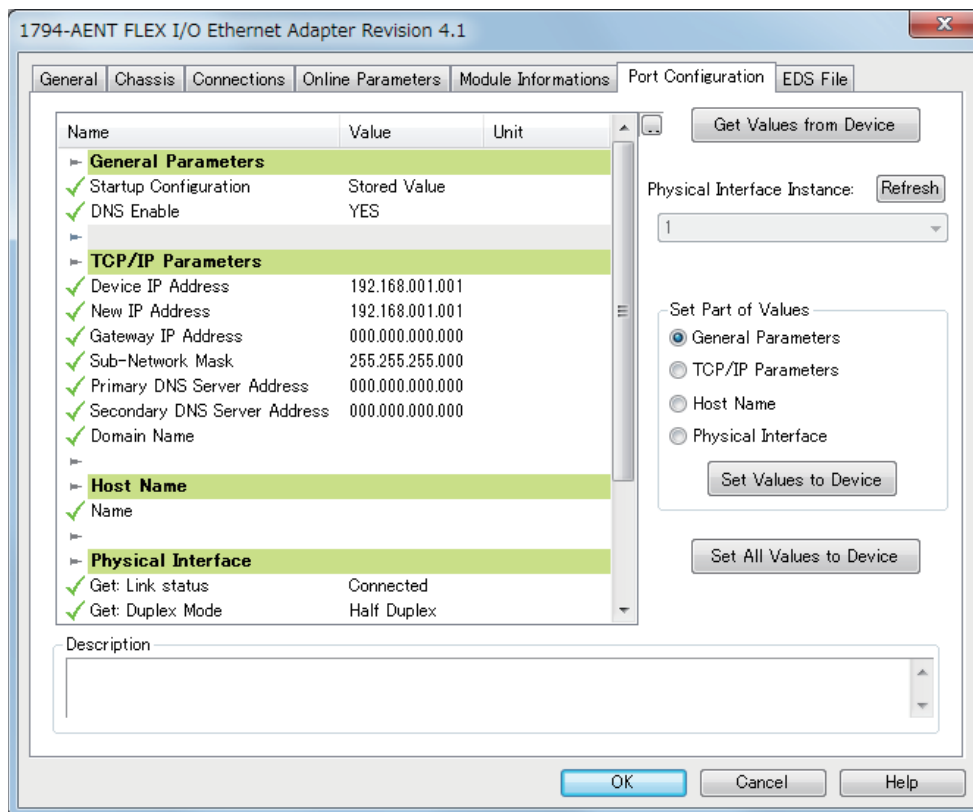 1794-AENT FLEX I/O Ethernet Adapter Revision 4.1
General Chassis Connections Online Parameters Module Informations Port Configuration EDS File
Name Value Unit
General Parameters
Startup Configuration Stored Value
DNS Enable YES
TCP/IP Parameters
Device IP Address 192.168.001.001
New IP Address 192.168.001.001
Gateway IP Address 000.000.000.000
Sub-Network Mask 255.255.255.000
Primary DNS Server Address 000.000.000.000
Secondary DNS Server Address 000.000.000.000
Domain Name
Host Name
Name
Physical Interface
Get: Link status Connected
Get: Duplex Mode Half Duplex
...
Get Values from Device
Physical Interface Instance: Refresh
1
Set Part of Values
General Parameters
TCP/IP Parameters
Host Name
Physical Interface
Set Values to Device
Set All Values to Device
Description
OK Cancel Help